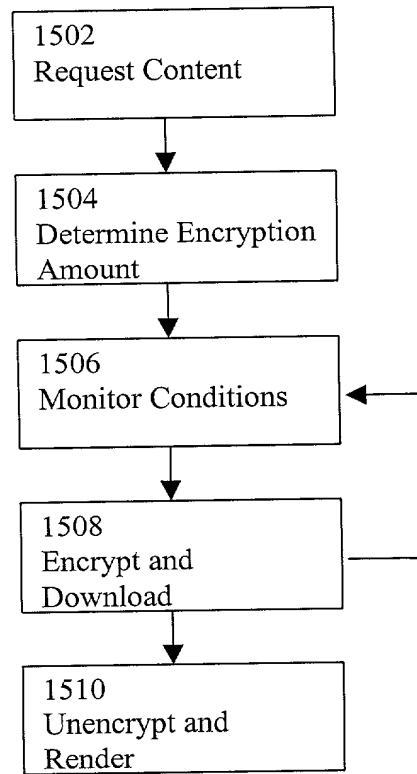 1502
Request Content
1504
Determine Encryption
Amount
1506
Monitor Conditions
1508
Encrypt and
Download
1510
Unencrypt and
Render